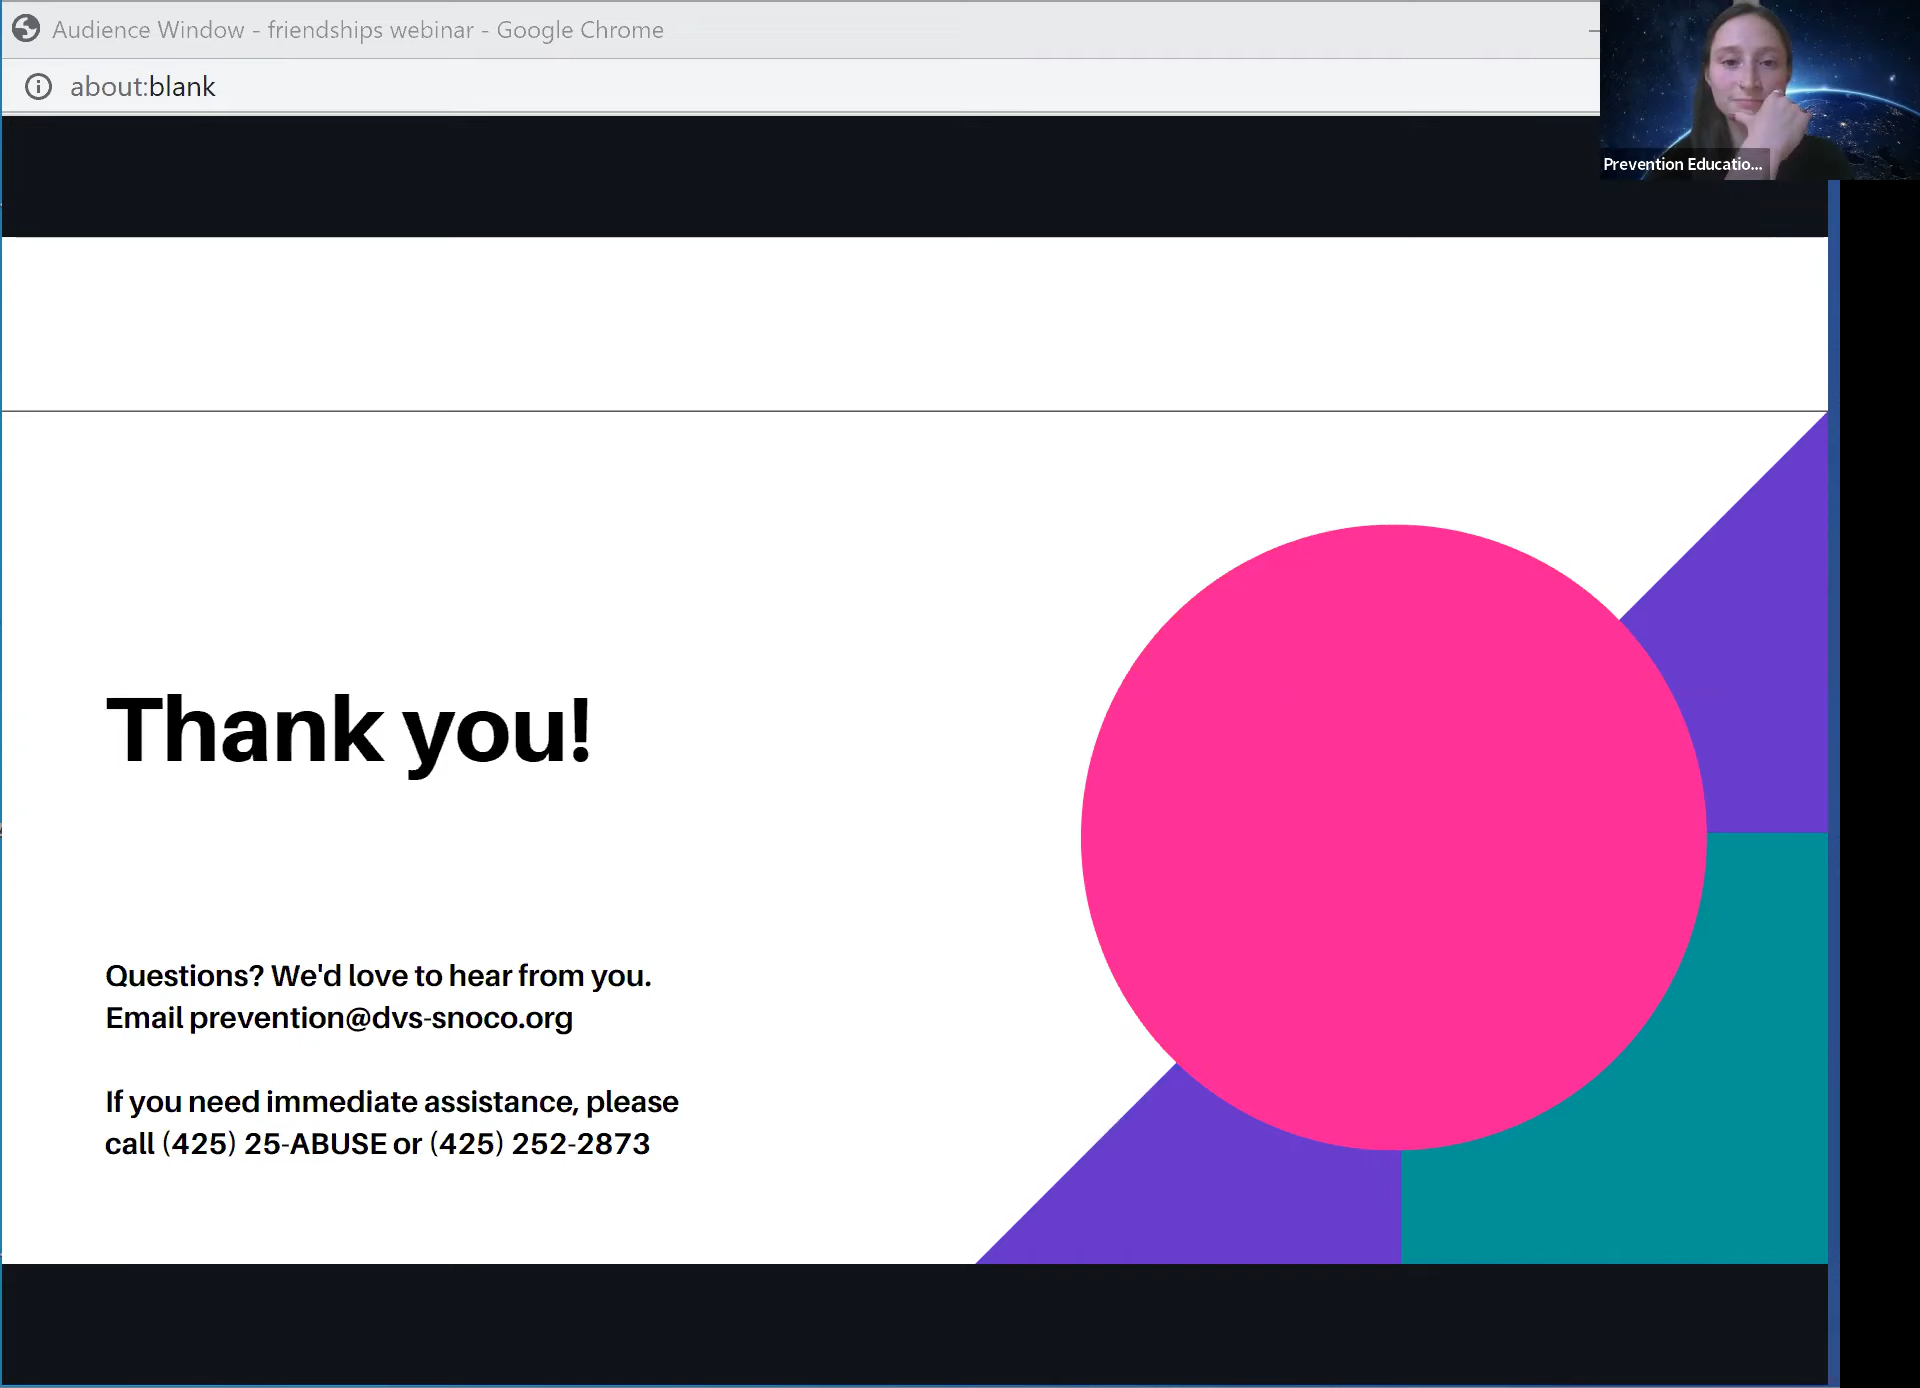 Audience Window - friendships webinar - Google Chrome
about:blank
Prevention Educatio...
Thank you!
Questions? We'd love to hear from you.
Email prevention@dvs-snoco.org
If you need immediate assistance, please
call (425) 25-ABUSE or (425) 252-2873